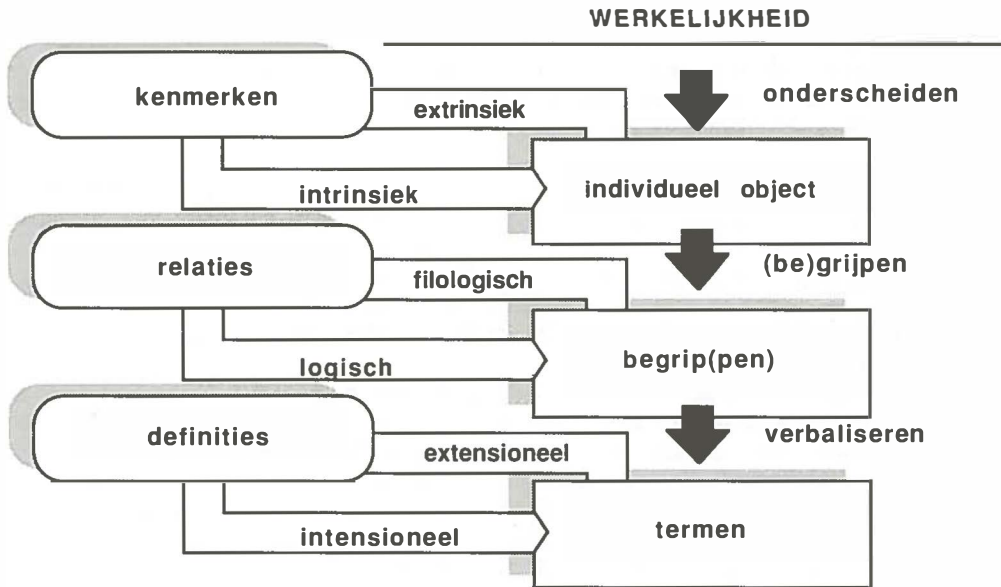 WERKELIJKHEID
kenmerken
extrinsiek
onderscheiden
intrinsiek
individueel object
relaties
filologisch
(be)grijpen
logisch
begrip(pen)
definities
extensioneel
verbaliseren
intensioneel
termen